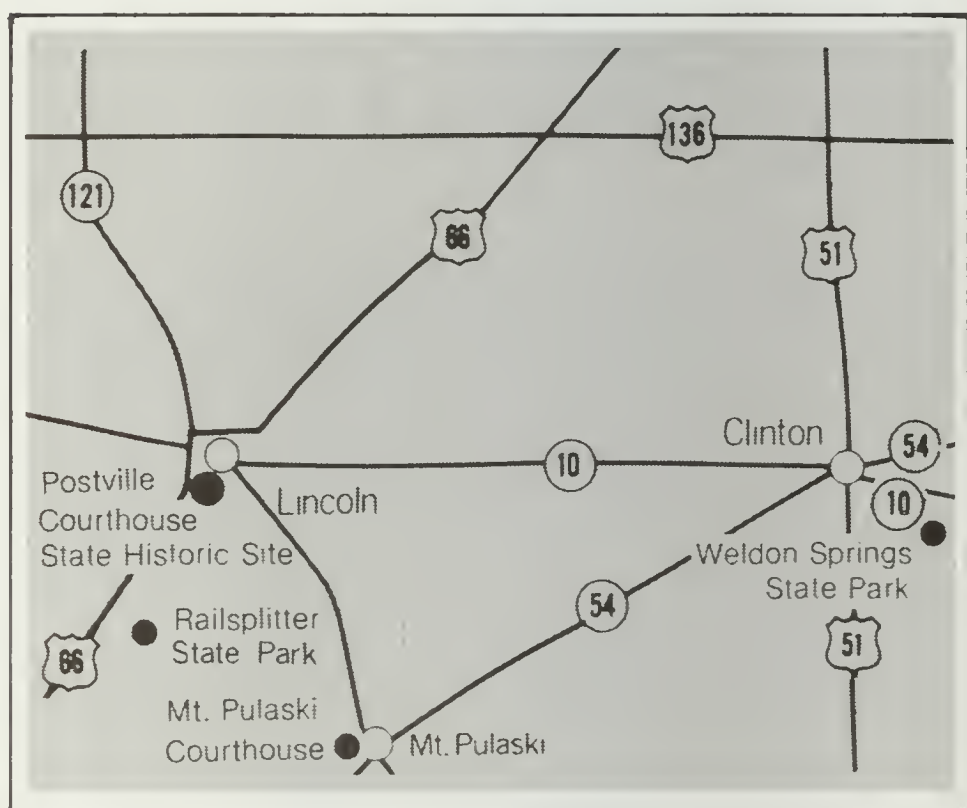 136
121
66
51
Clinton
54
10
10
Postville
Courthouse
State Historic Site
Lincoln
Weldon Springs
State Park
54
Railsplitter
State Park
66
51
Mt. Pulaski
Courthouse
Mt. Pulaski